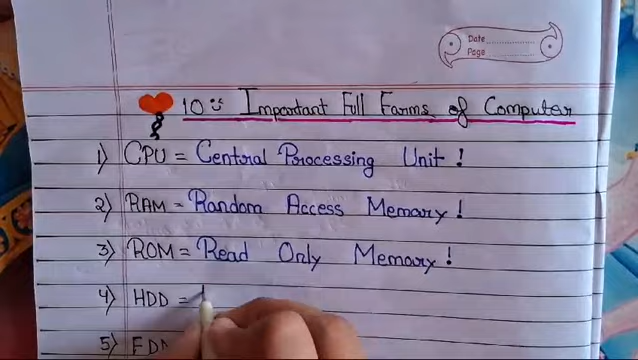 Date
Page
10 Important Full Farms of Computer
1) CPU = Central Processing Unit !
2) RAM = Random Access Memory !
3) ROM = Read Only Memory !
4) HDD =
5) FDD